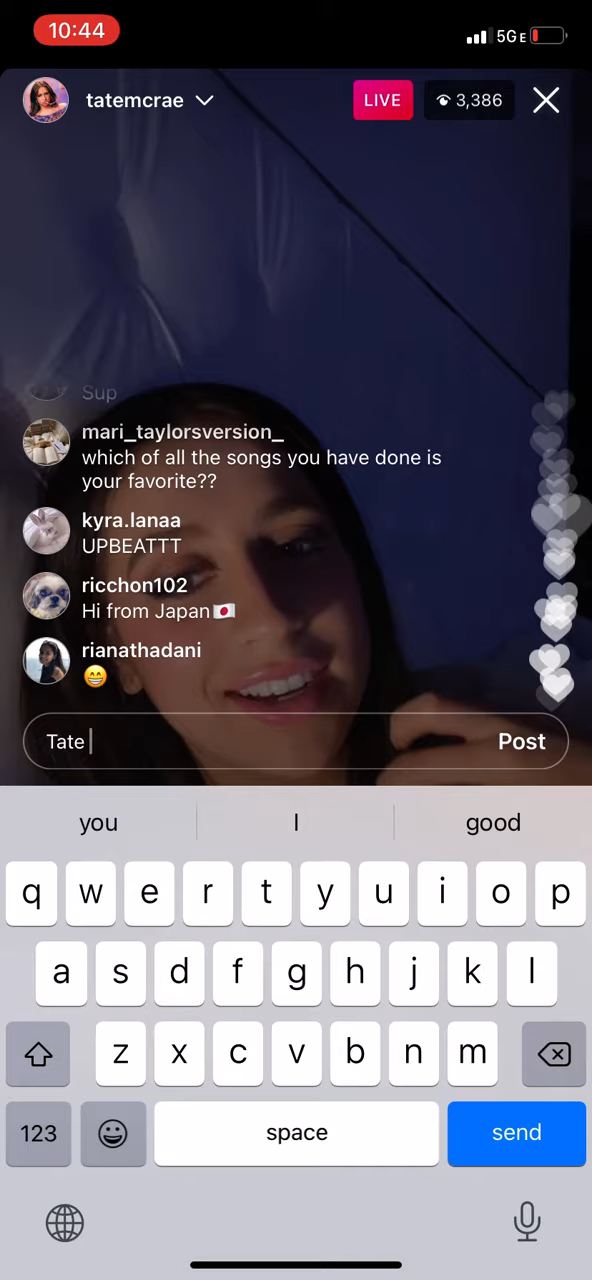 10:44
5GE
tatemcrae
LIVE
3,386
Sup
mari_taylorsversion_
which of all the songs you have done is
your favorite??
kyra.lanaa
UPBEATTT
ricchon102
Hi from Japan🇯🇵
rianathadani
😁
Tate
Post
you
I
good
q w e r t y u i o p
a s d f g h j k l
z x c v b n m
123
space
send